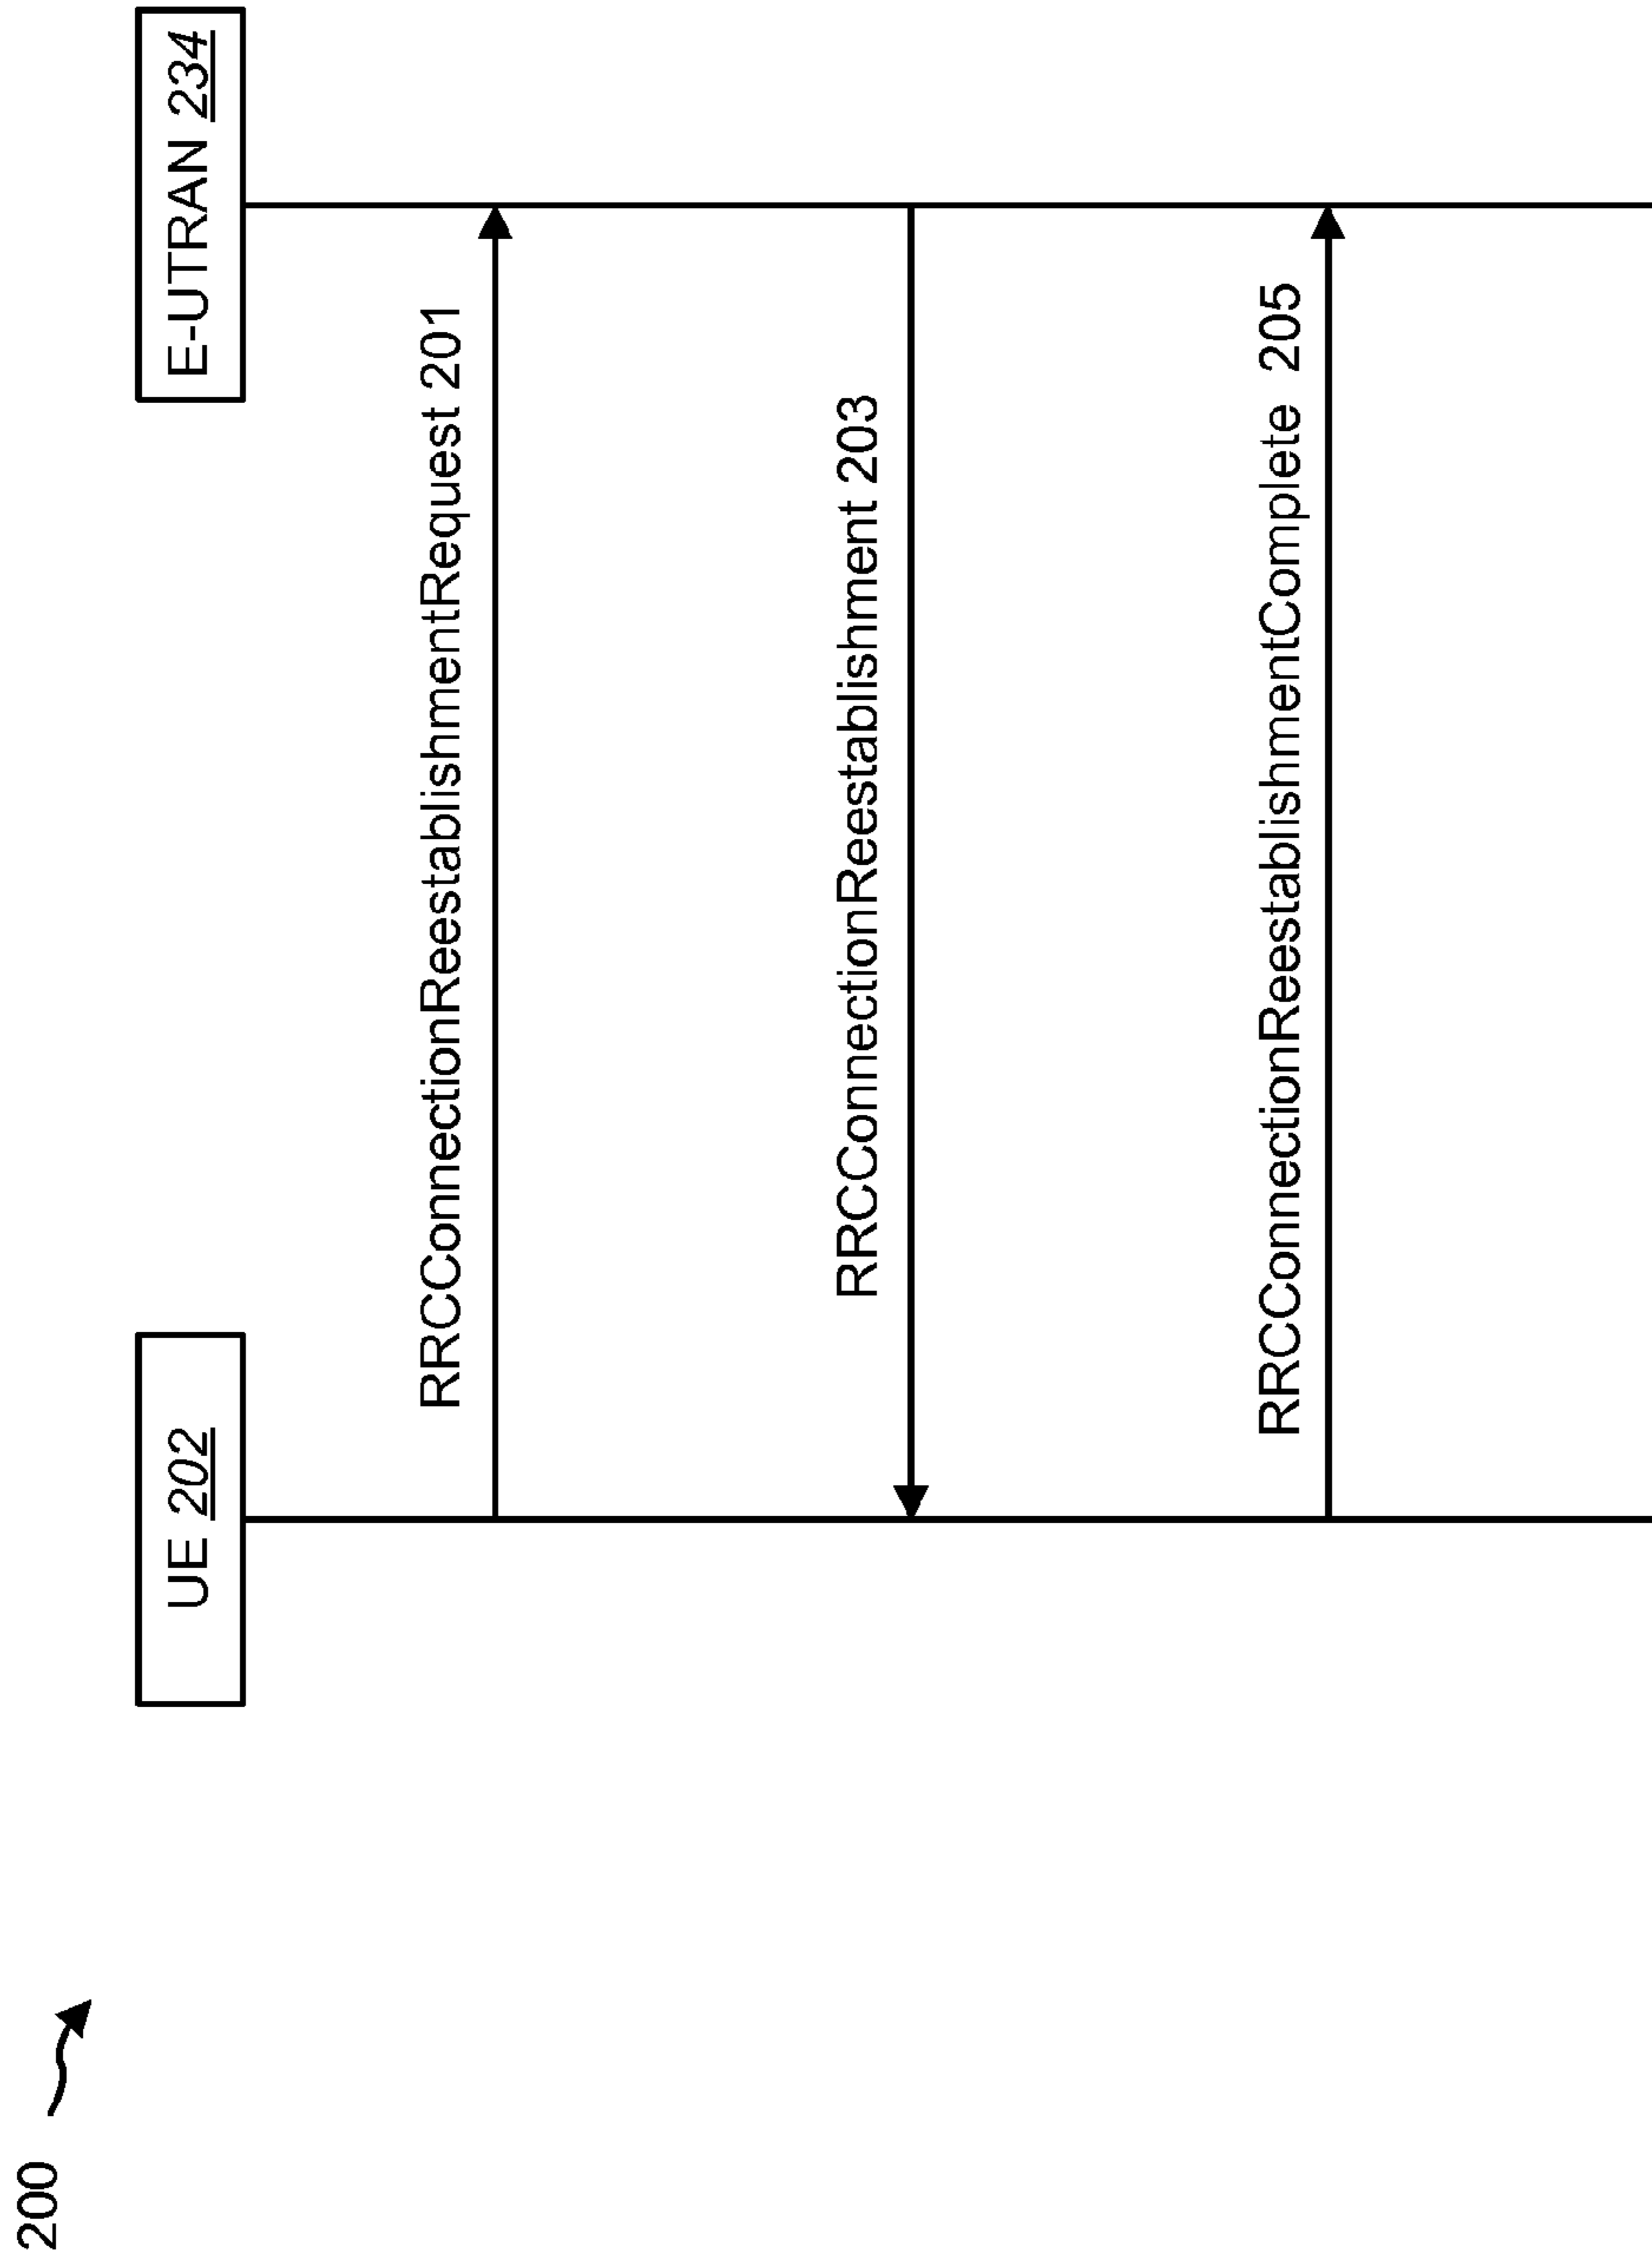 200
UE 202
E-UTRAN 234
RRCConnectionReestablishmentRequest 201
RRCConnectionReestablishment 203
RRCConnectionReestablishmentComplete 205